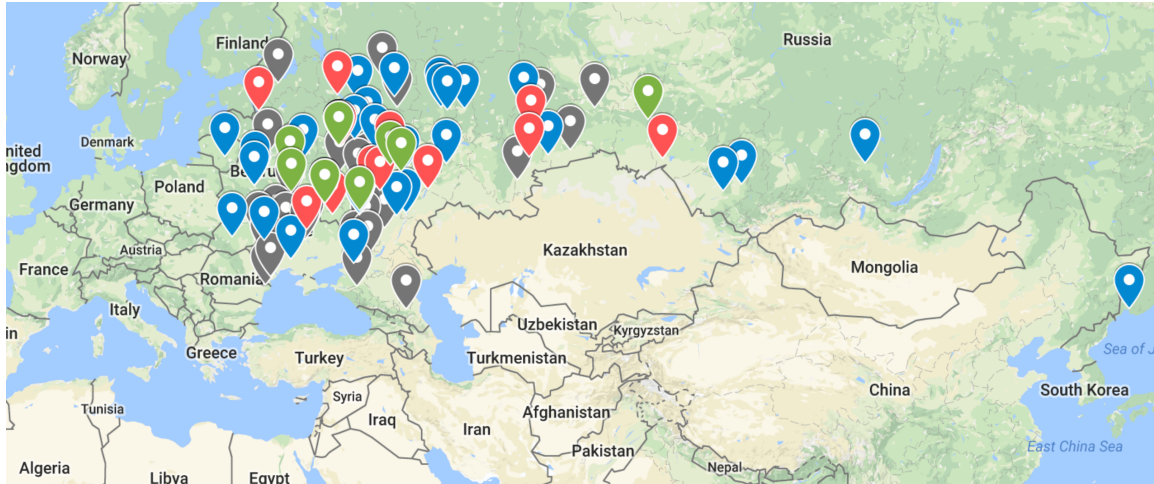 Russia
Finland
Norway
Denmark
nited
gdom
Poland
Germany
Kazakhstan
Austria
France
Mongolia
Romania
Italy
Uzbekistan
Kyrgyzstan
in
Greece
Turkey
Turkmenistan
Sea of J
Syria
China
South Korea
Tunisia
Iraq
Afghanistan
Iran
East China Sea
Pakistan
Algeria
Nepal
Libya
Egypt